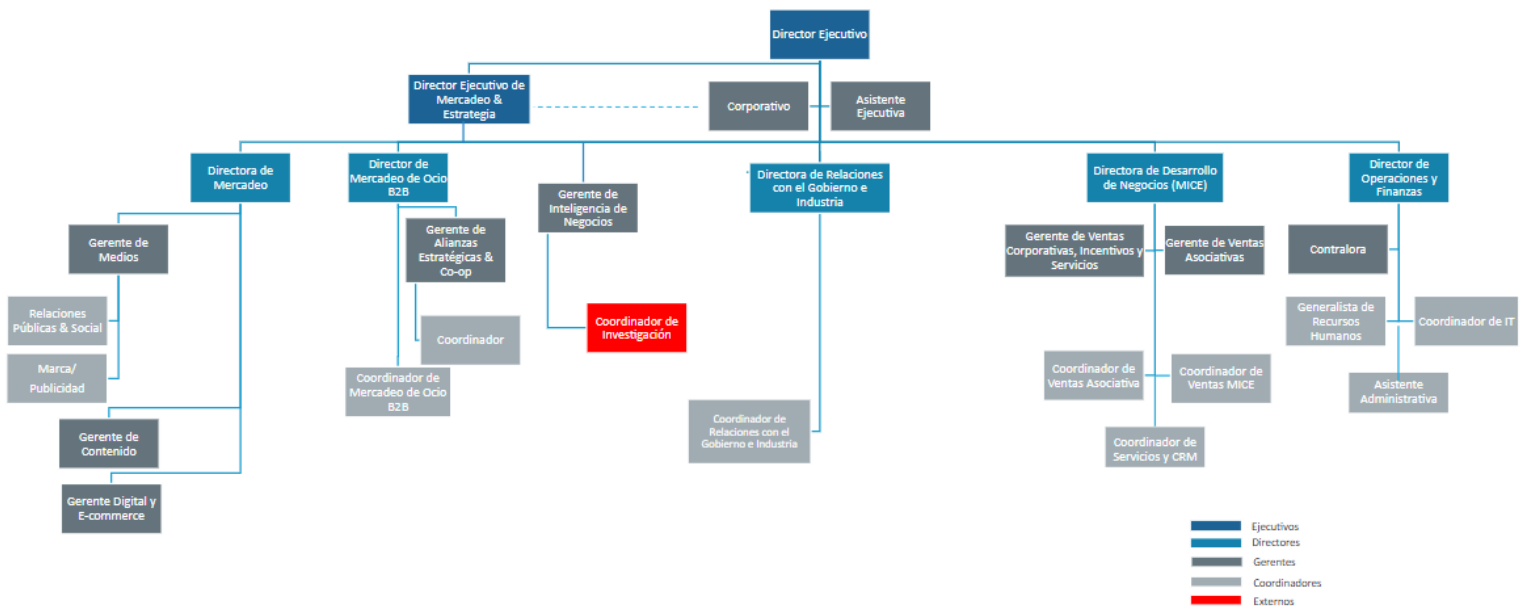 Director Ejecutivo
Director Ejecutivo de
Mercadeo &
Estrategia
Corporativo
Asistente
Ejecutiva
Directora de
Mercadeo
Director de
Mercadeo de Ocio
B2B
Gerente de
Inteligencia de
Negocios
Directora de Relaciones
con el Gobierno e
Industria
Directora de Desarrollo
de Negocios (MICE)
Director de
Operaciones y
Finanzas
Gerente de
Medios
Gerente de
Alianzas
Estratégicas &
Co-op
Gerente de Ventas
Corporativas, Incentivos y
Servicios
Gerente de Ventas
Asociativas
Contralora
Relaciones
Públicas & Social
Coordinador
Coordinador de
Investigación
Generalista de
Recursos
Humanos
Coordinador de IT
Marca/
Publicidad
Coordinador de
Mercadeo de Ocio
B2B
Coordinador de
Ventas Asociativa
Coordinador de
Ventas MICE
Asistente
Administrativa
Gerente de
Contenido
Coordinador de
Relaciones con el
Gobierno e Industria
Coordinador de
Servicios y CRM
Gerente Digital y
E-commerce
Ejecutivos
Directores
Gerentes
Coordinadores
Externos